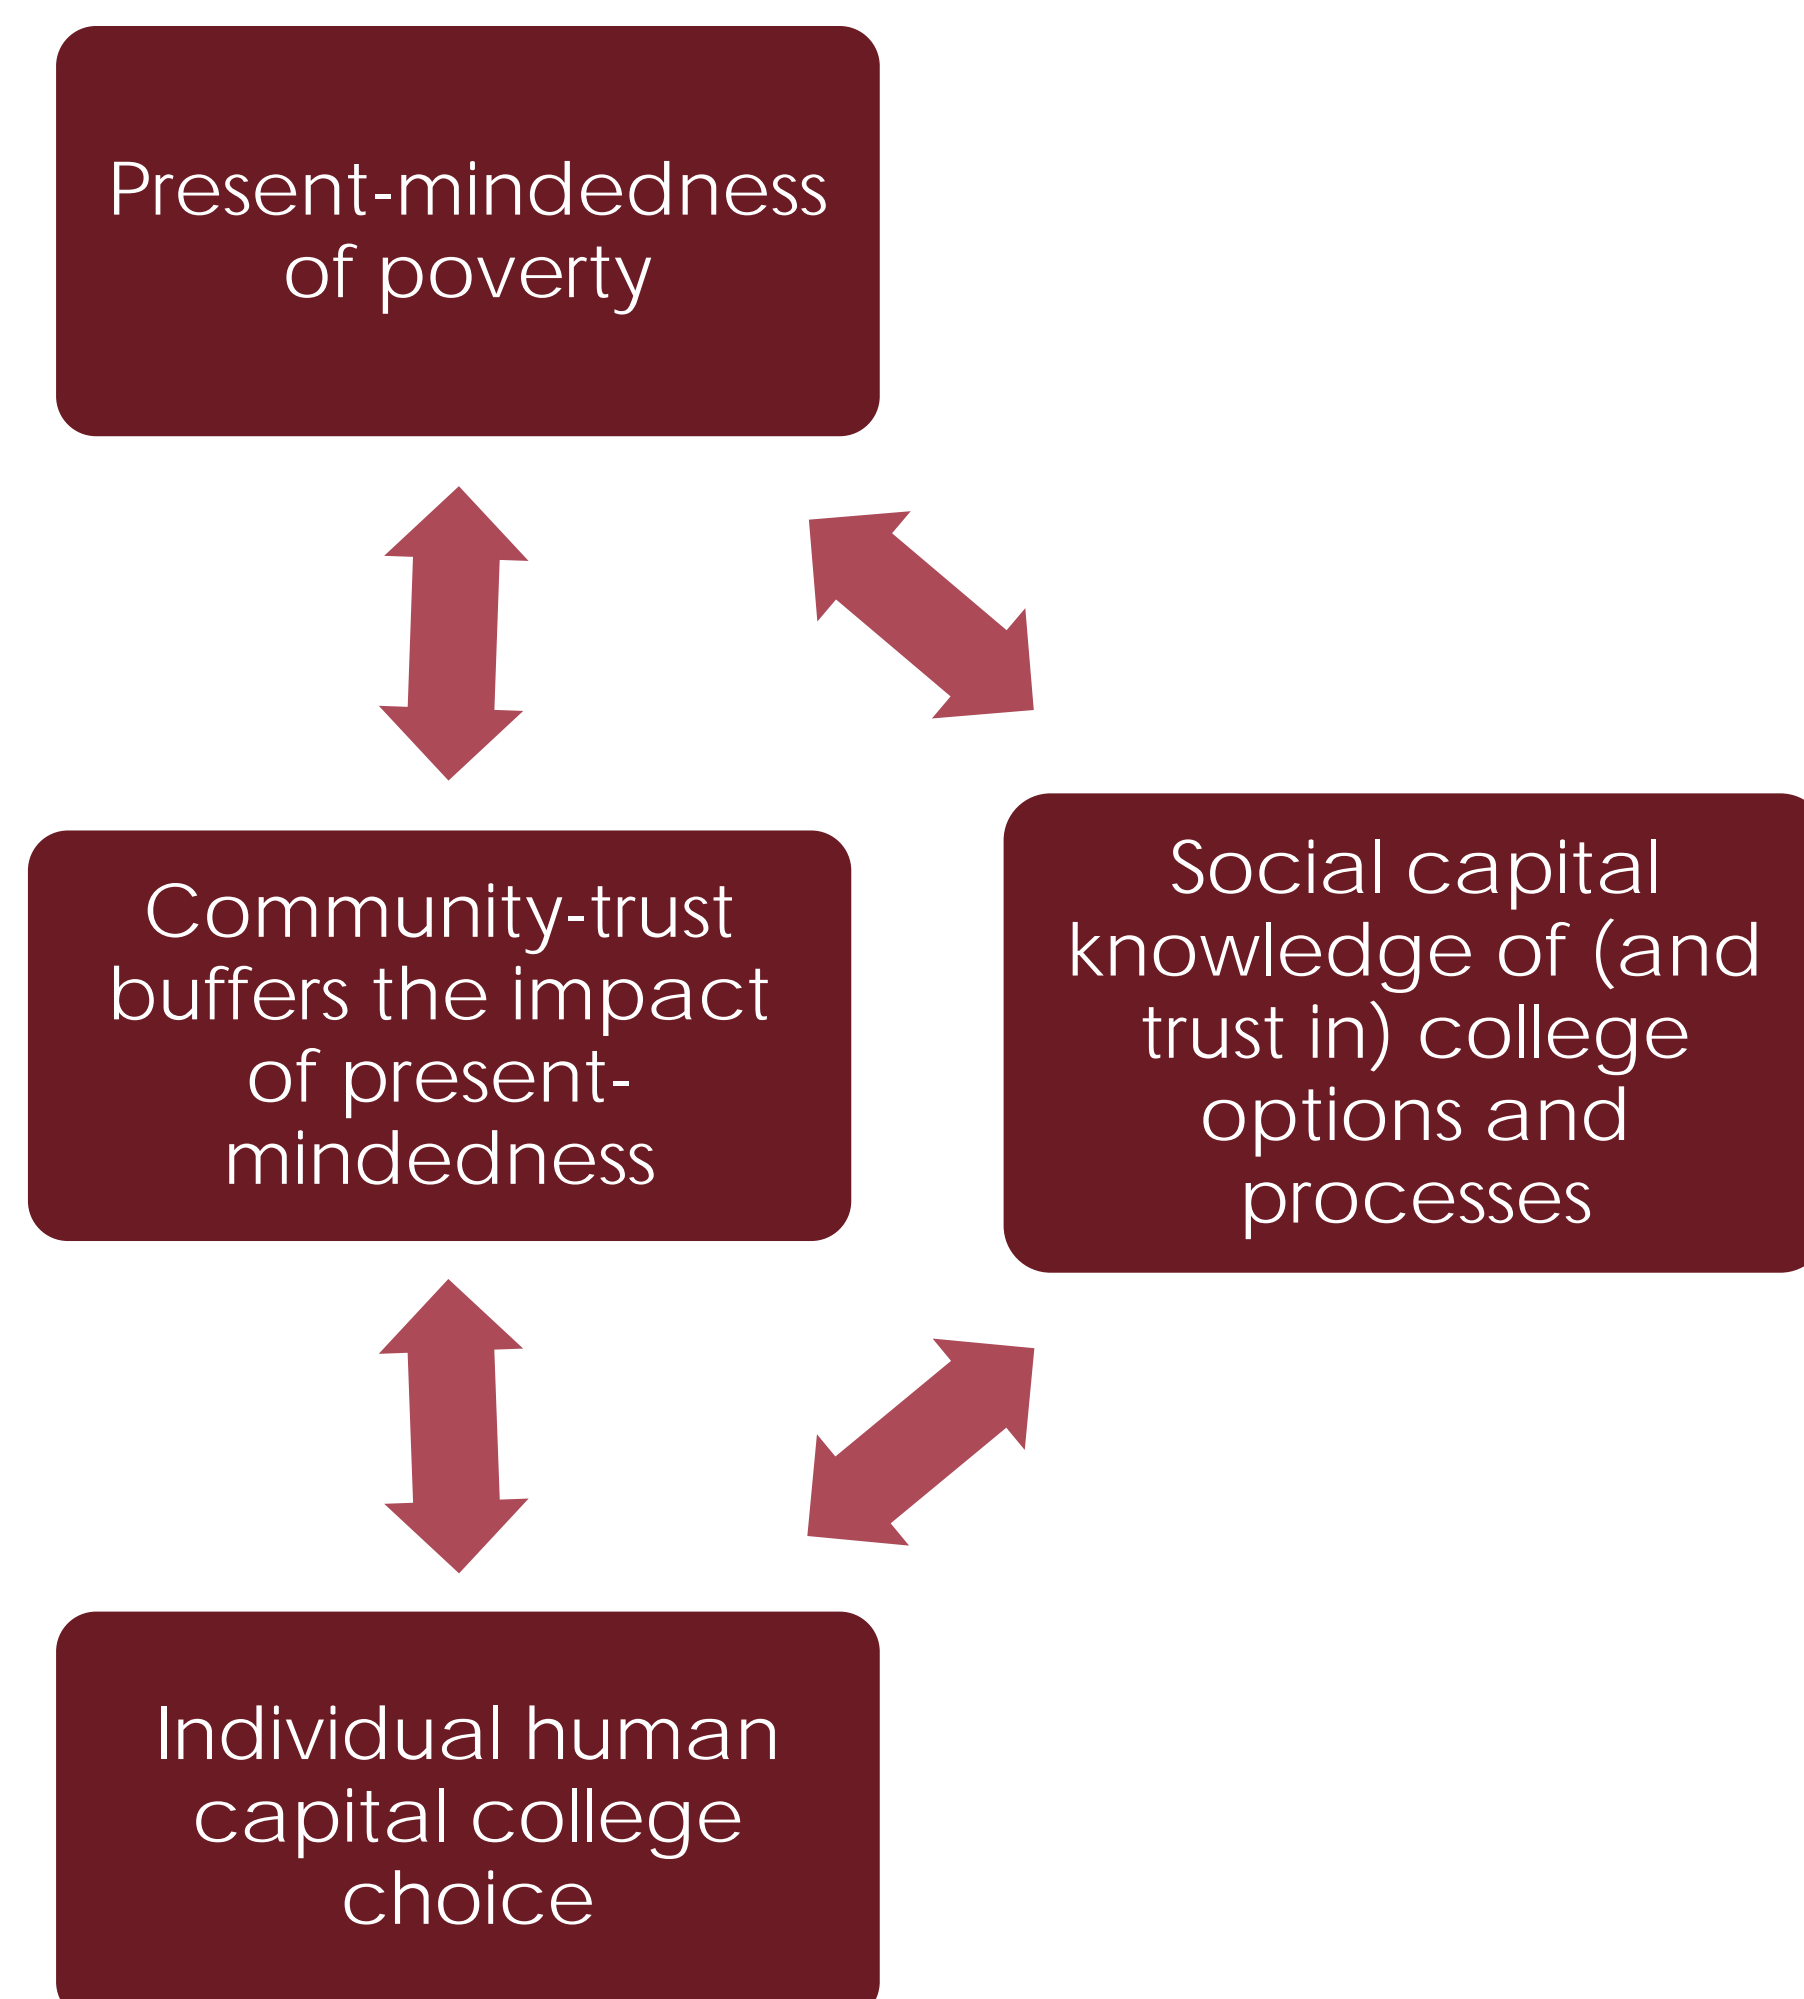 Present-mindedness
of poverty
Community-trust
buffers the impact
of present-
mindedness
Social capital
knowledge of (and
trust in) college
options and
processes
Individual human
capital college
choice